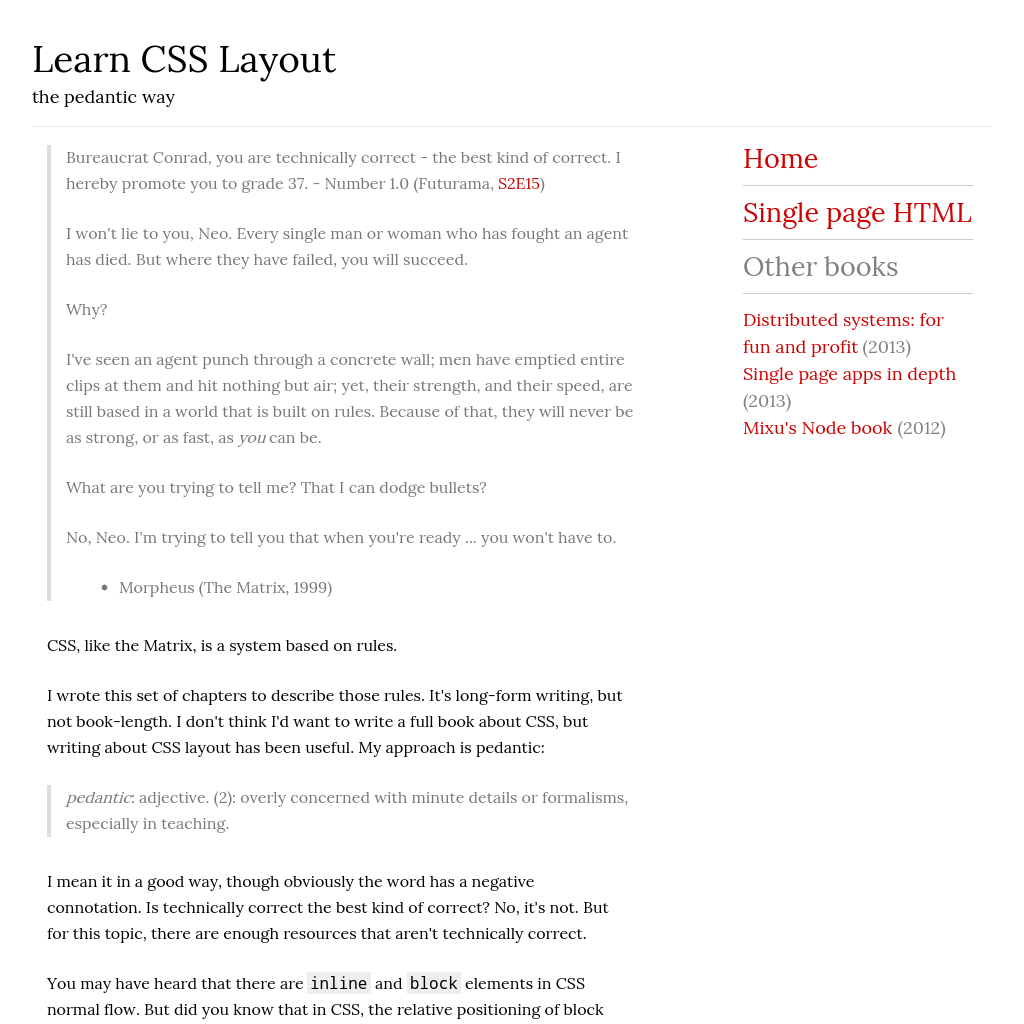 Learn CSS Layout
the pedantic way
Bureaucrat Conrad, you are technically correct - the best kind of correct. I
hereby promote you to grade 37. - Number 1.0 (Futurama, S2E15)
I won't lie to you, Neo. Every single man or woman who has fought an agent
has died. But where they have failed, you will succeed.
Why?
I've seen an agent punch through a concrete wall; men have emptied entire
clips at them and hit nothing but air; yet, their strength, and their speed, are
still based in a world that is built on rules. Because of that, they will never be
as strong, or as fast, as you can be.
What are you trying to tell me? That I can dodge bullets?
No, Neo. I'm trying to tell you that when you're ready ... you won't have to.
• Morpheus (The Matrix, 1999)
CSS, like the Matrix, is a system based on rules.
I wrote this set of chapters to describe those rules. It's long-form writing, but
not book-length. I don't think I'd want to write a full book about CSS, but
writing about CSS layout has been useful. My approach is pedantic:
pedantic: adjective. (2): overly concerned with minute details or formalisms,
especially in teaching.
I mean it in a good way, though obviously the word has a negative
connotation. Is technically correct the best kind of correct? No, it's not. But
for this topic, there are enough resources that aren't technically correct.
You may have heard that there are inline and block elements in CSS
normal flow. But did you know that in CSS, the relative positioning of block
Home
Single page HTML
Other books
Distributed systems: for
fun and profit (2013)
Single page apps in depth
(2013)
Mixu's Node book (2012)